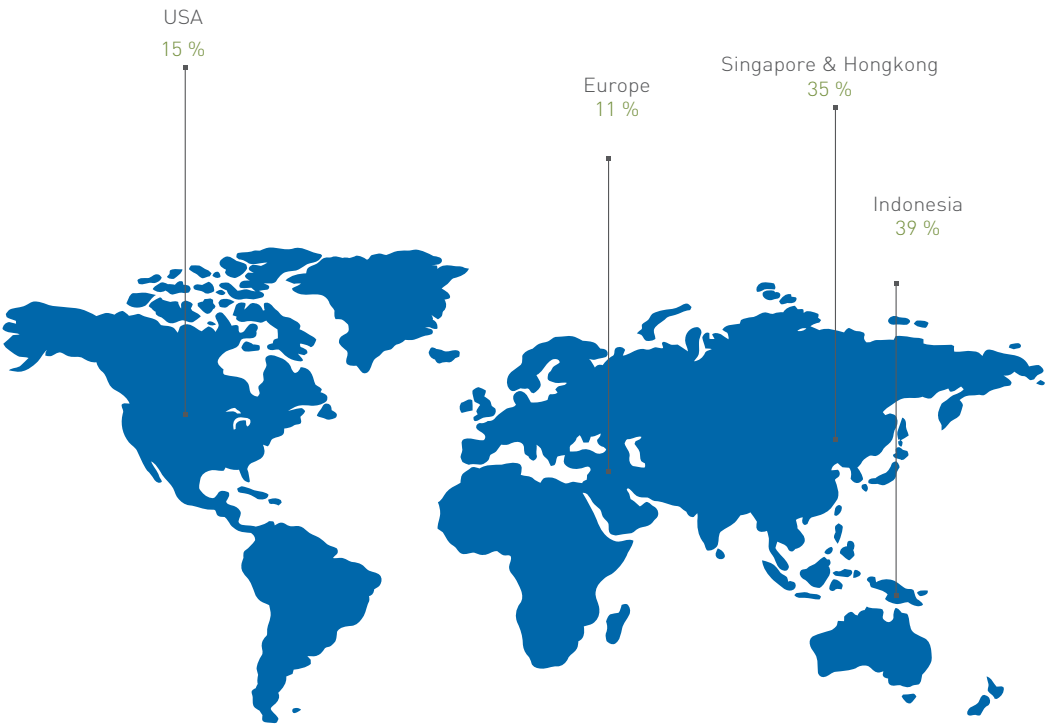 USA
15 %
Europe
11 %
Singapore & Hongkong
35 %
Indonesia
39 %